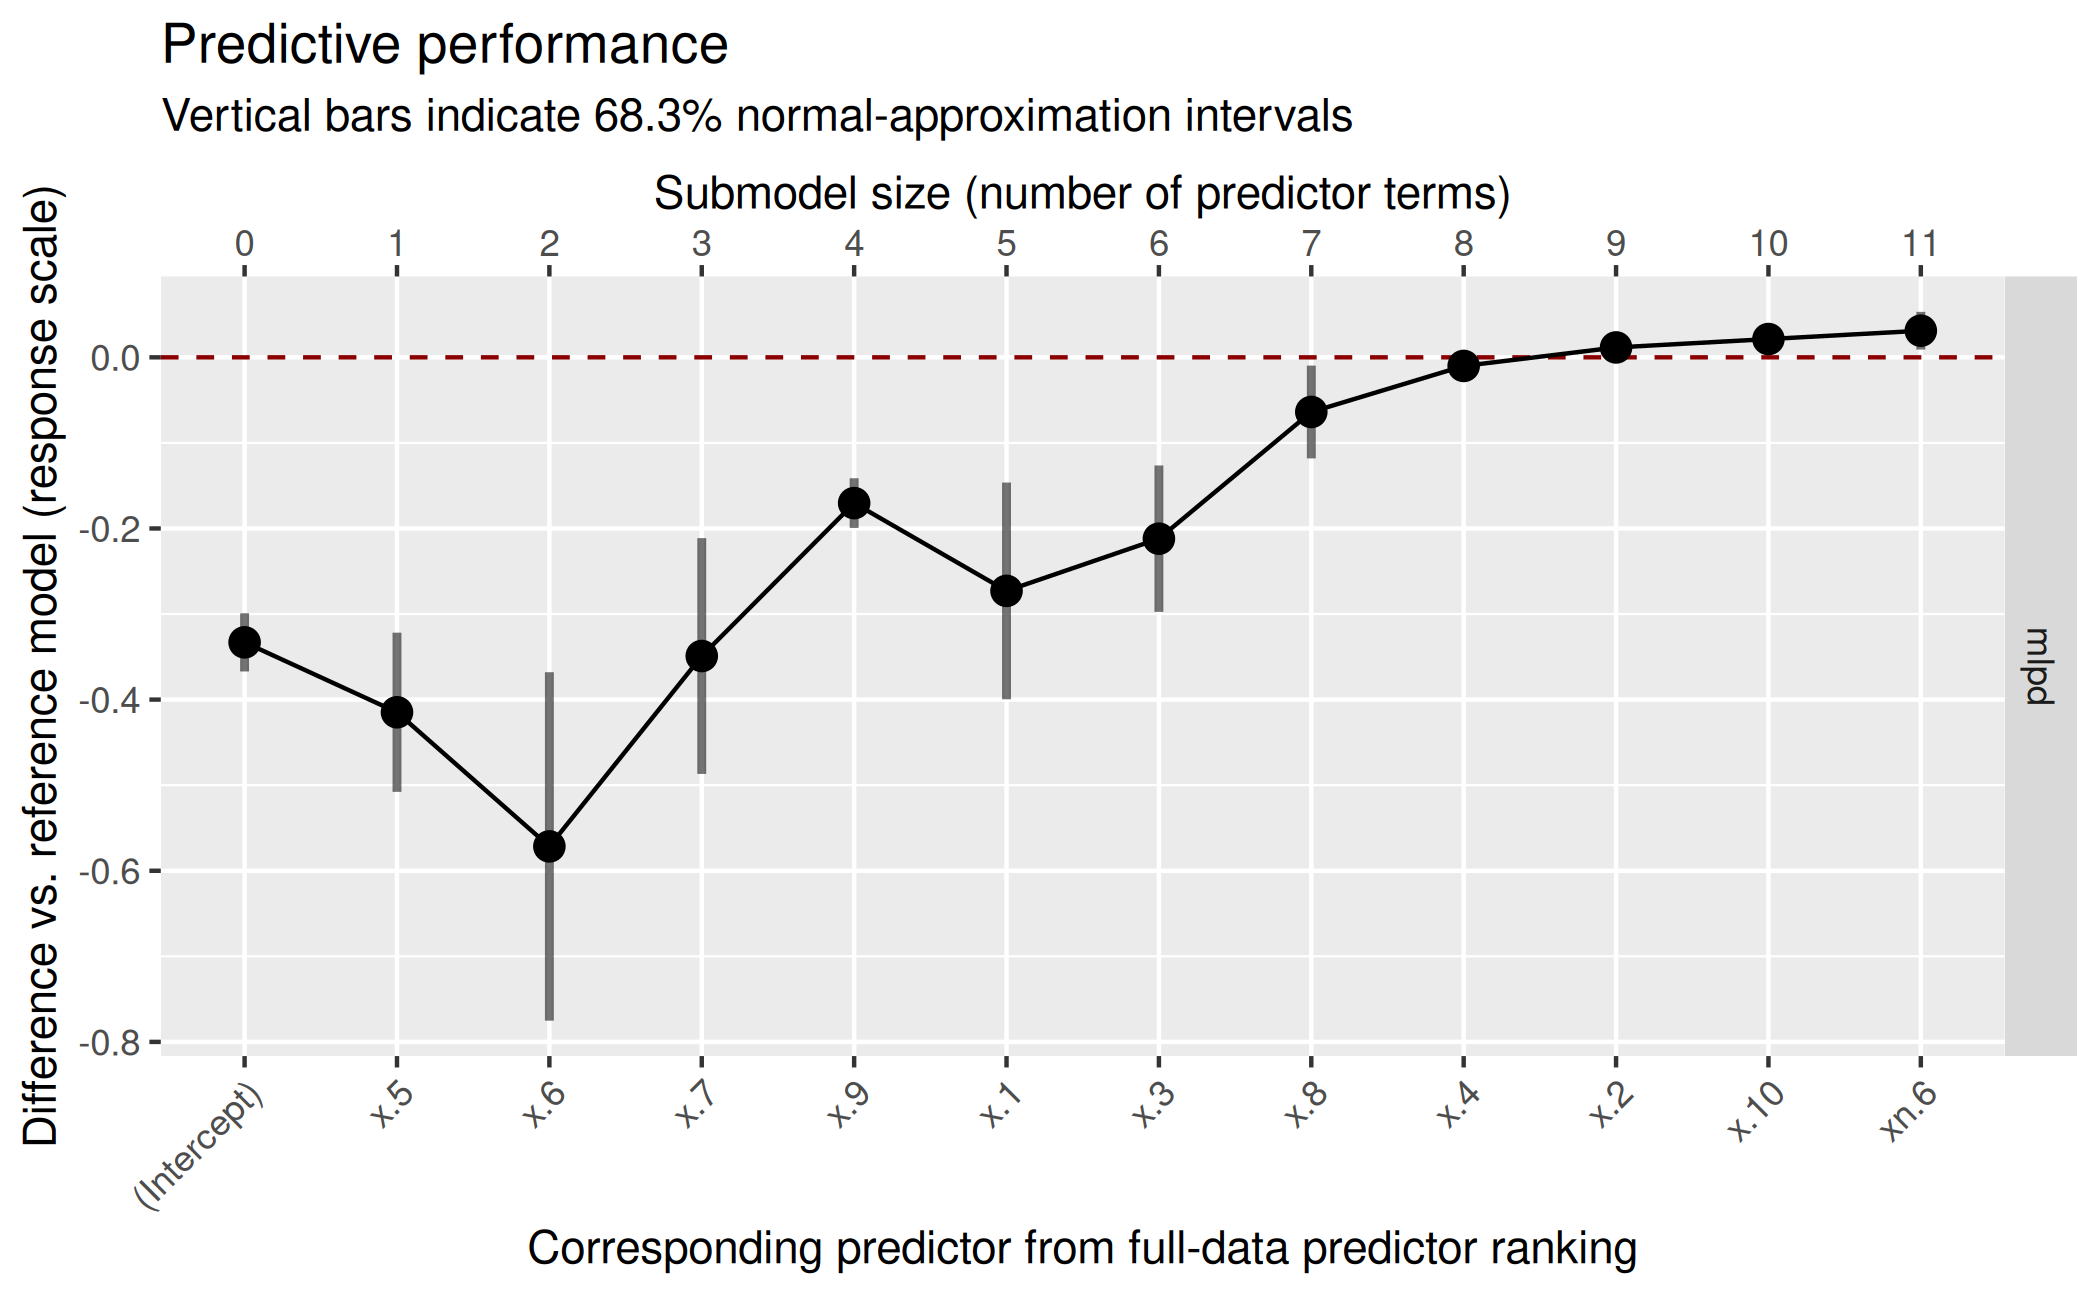 Predictive performance
Vertical bars indicate 68.3% normal-approximation intervals
Submodel size (number of predictor terms)
0 1 2 3 4 5 6 7 8 9 10 11
Difference vs. reference model (response scale)
0.0
-0.2
-0.4
-0.6
-0.8
mlpd
(Intercept) x.5 x.6 x.7 x.9 x.1 x.3 x.8 x.4 x.2 x.10 xn.6
Corresponding predictor from full-data predictor ranking